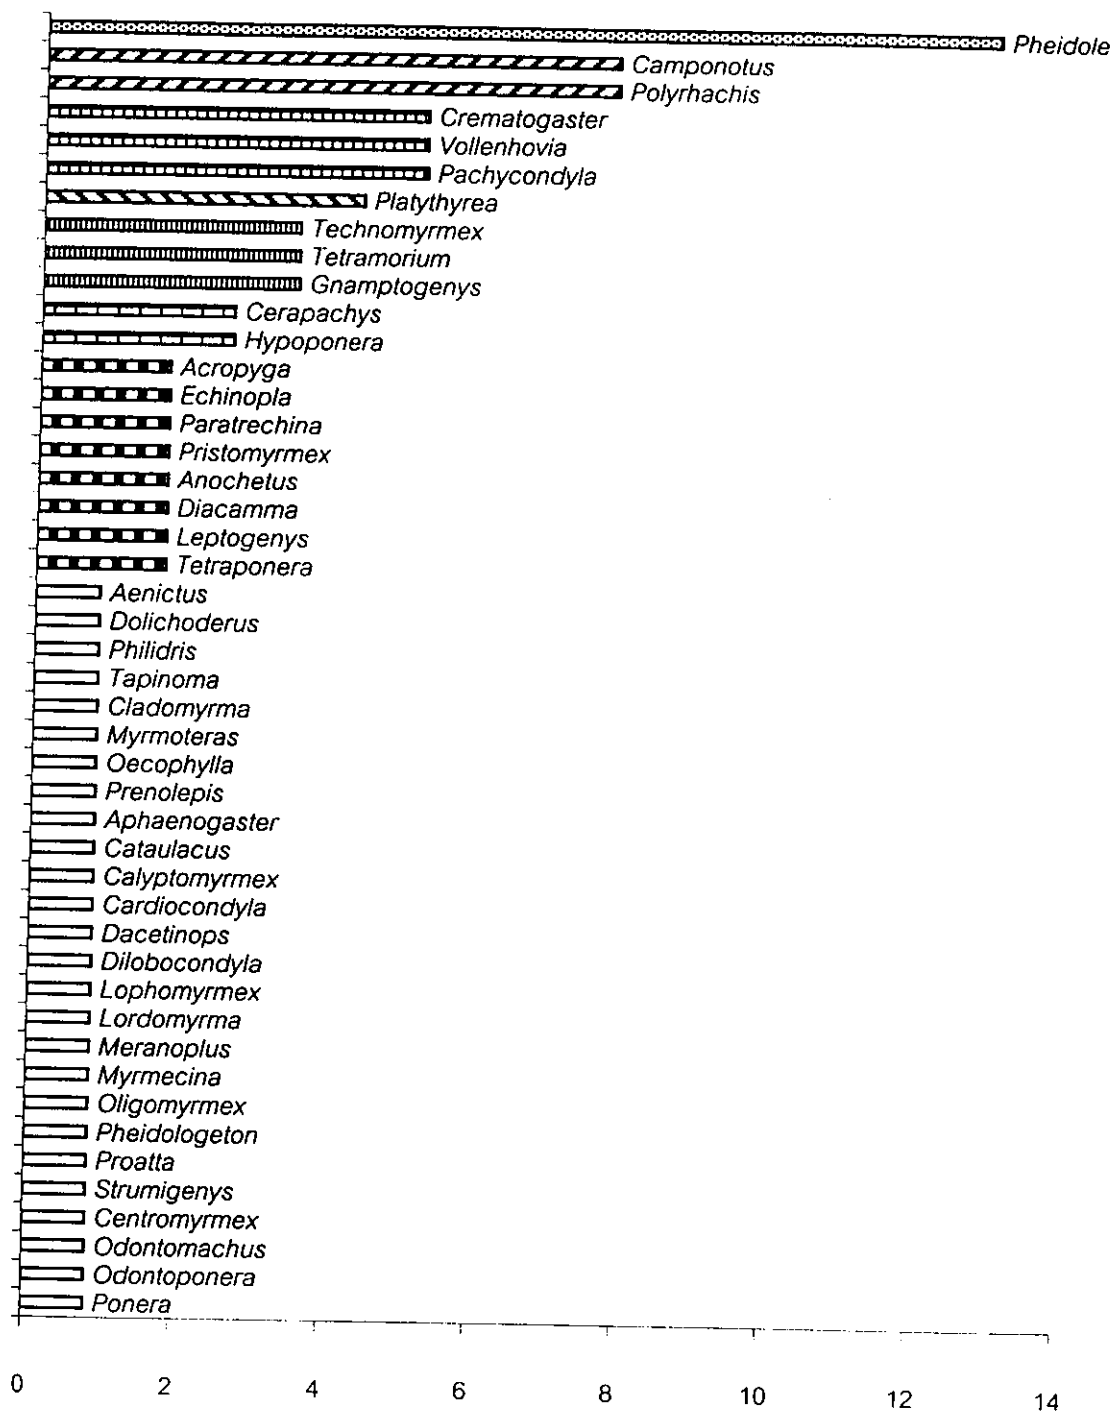 Pheidole
Camponotus
Polyrhachis
Crematogaster
Vollenhovia
Pachycondyla
Platythyrea
Technomyrmex
Tetramorium
Gnamptogenys
Cerapachys
Hypoponera
Acropyga
Echinopla
Paratrechina
Pristomyrmex
Anochetus
Diacamma
Leptogenys
Tetraponera
Aenictus
Dolichoderus
Philidris
Tapinoma
Cladomyrma
Myrmoteras
Oecophylla
Prenolepis
Aphaenogaster
Cataulacus
Calyptomyrmex
Cardiocondyla
Dacetinops
Dilobocondyla
Lophomyrmex
Lordomyrma
Meranoplus
Myrmecina
Oligomyrmex
Pheidologeton
Proatta
Strumigenys
Centromyrmex
Odontomachus
Odontoponera
Ponera
0 2 4 6 8 10 12 14